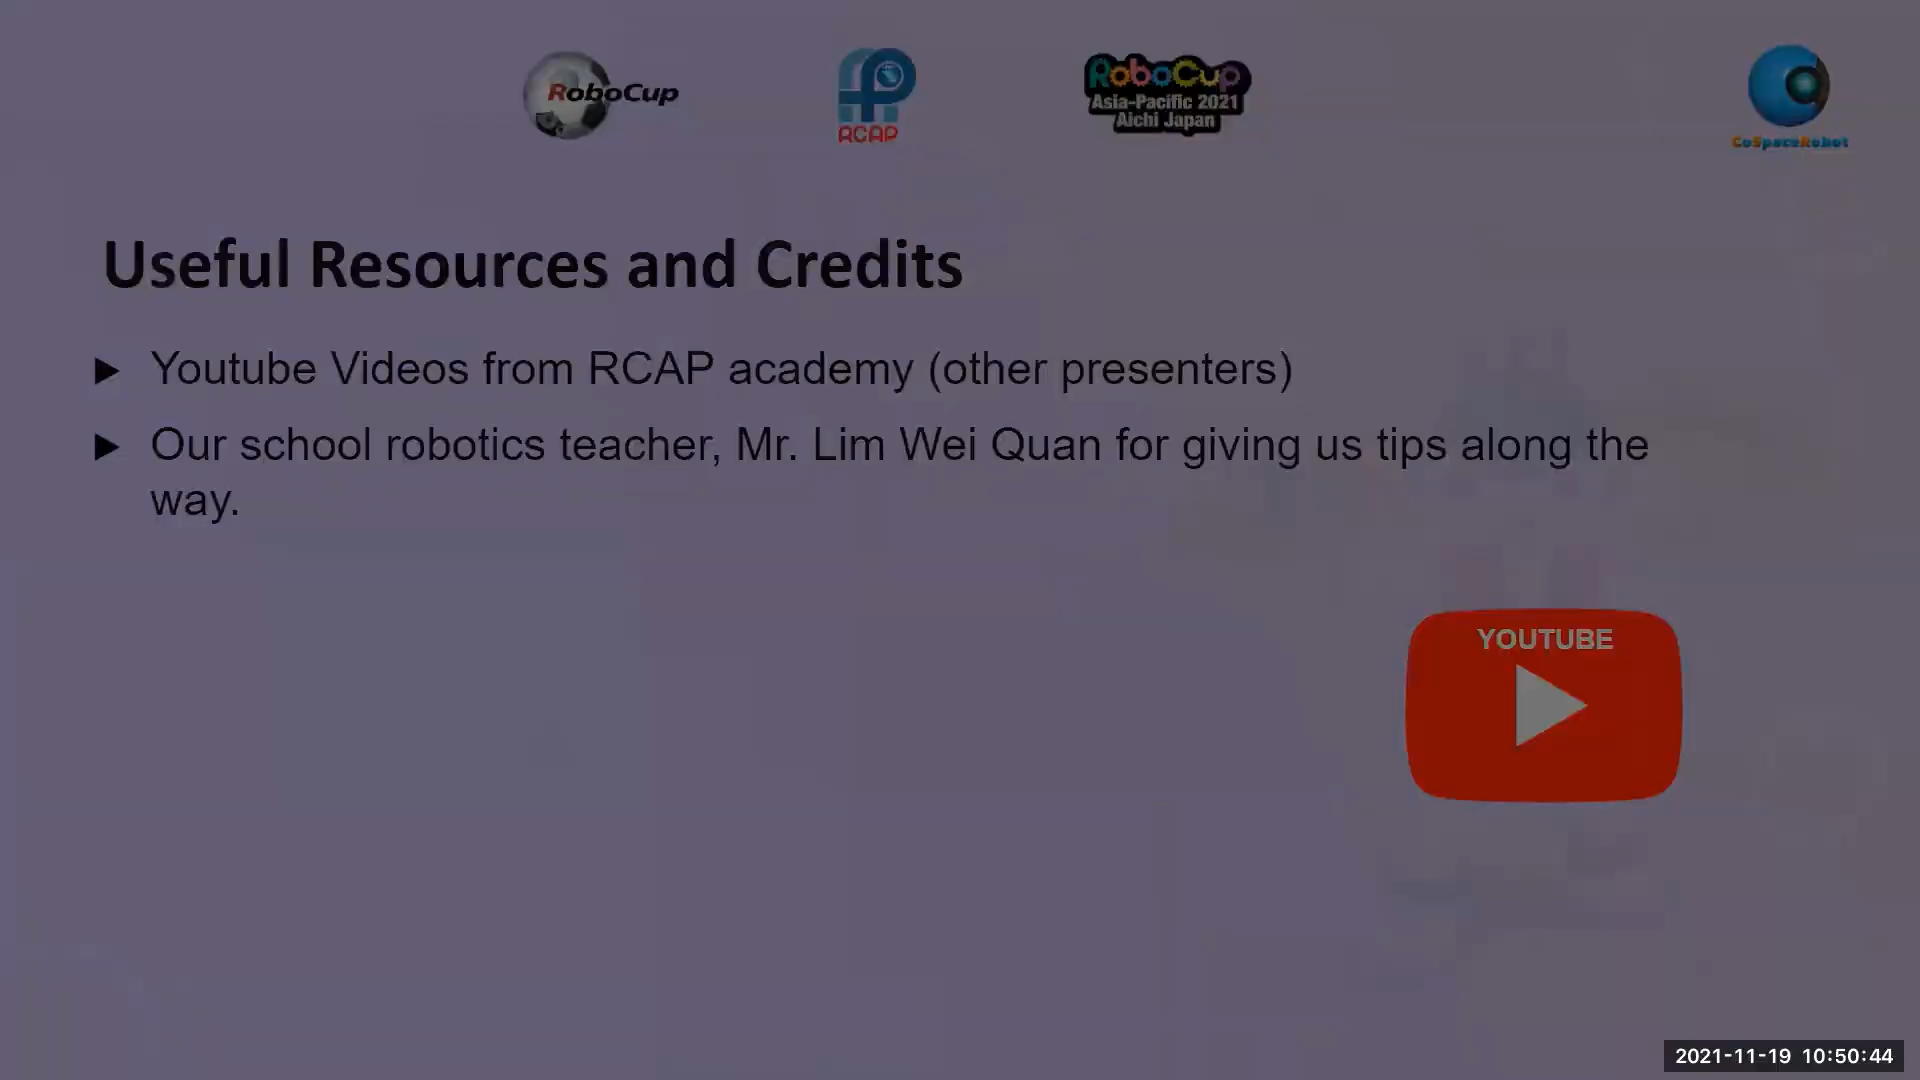 RoboCup
RCAP
RoboCup
Asia-Pacific 2021
Aichi Japan
CoSpaceRobot
Useful Resources and Credits
► Youtube Videos from RCAP academy (other presenters)
► Our school robotics teacher, Mr. Lim Wei Quan for giving us tips along the
way.
YOUTUBE
2021-11-19 10:50:44